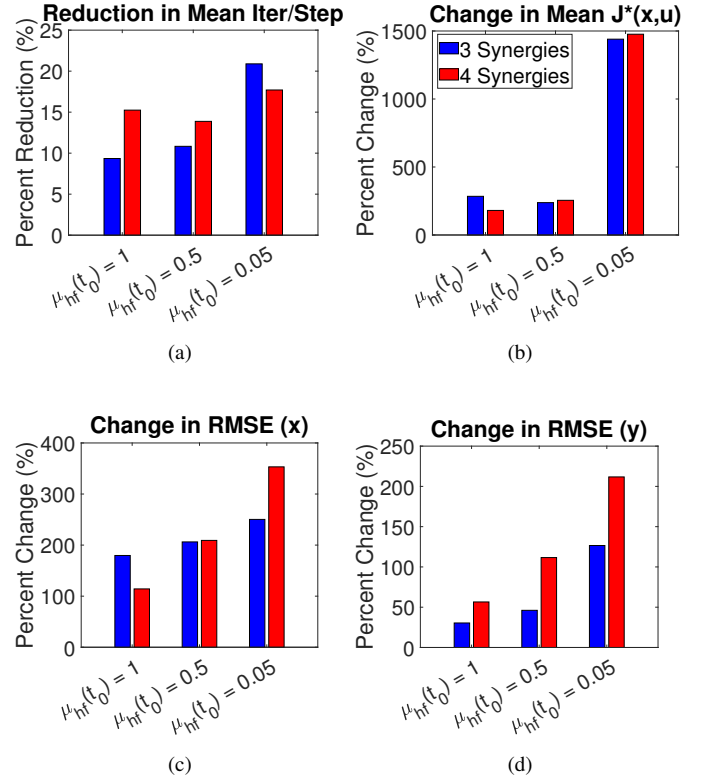 Reduction in Mean Iter/Step
Percent Reduction (%)
25
20
15
10
5
0
μhf(t0) = 1
μhf(t0) = 0.5
μhf(t0) = 0.05
(a)
Change in Mean J*(x,u)
Percent Change (%)
1500
1000
500
0
3 Synergies
4 Synergies
μhf(t0) = 1
μhf(t0) = 0.5
μhf(t0) = 0.05
(b)
Change in RMSE (x)
Percent Change (%)
400
300
200
100
0
μhf(t0) = 1
μhf(t0) = 0.5
μhf(t0) = 0.05
(c)
Change in RMSE (y)
Percent Change (%)
250
200
150
100
50
0
μhf(t0) = 1
μhf(t0) = 0.5
μhf(t0) = 0.05
(d)